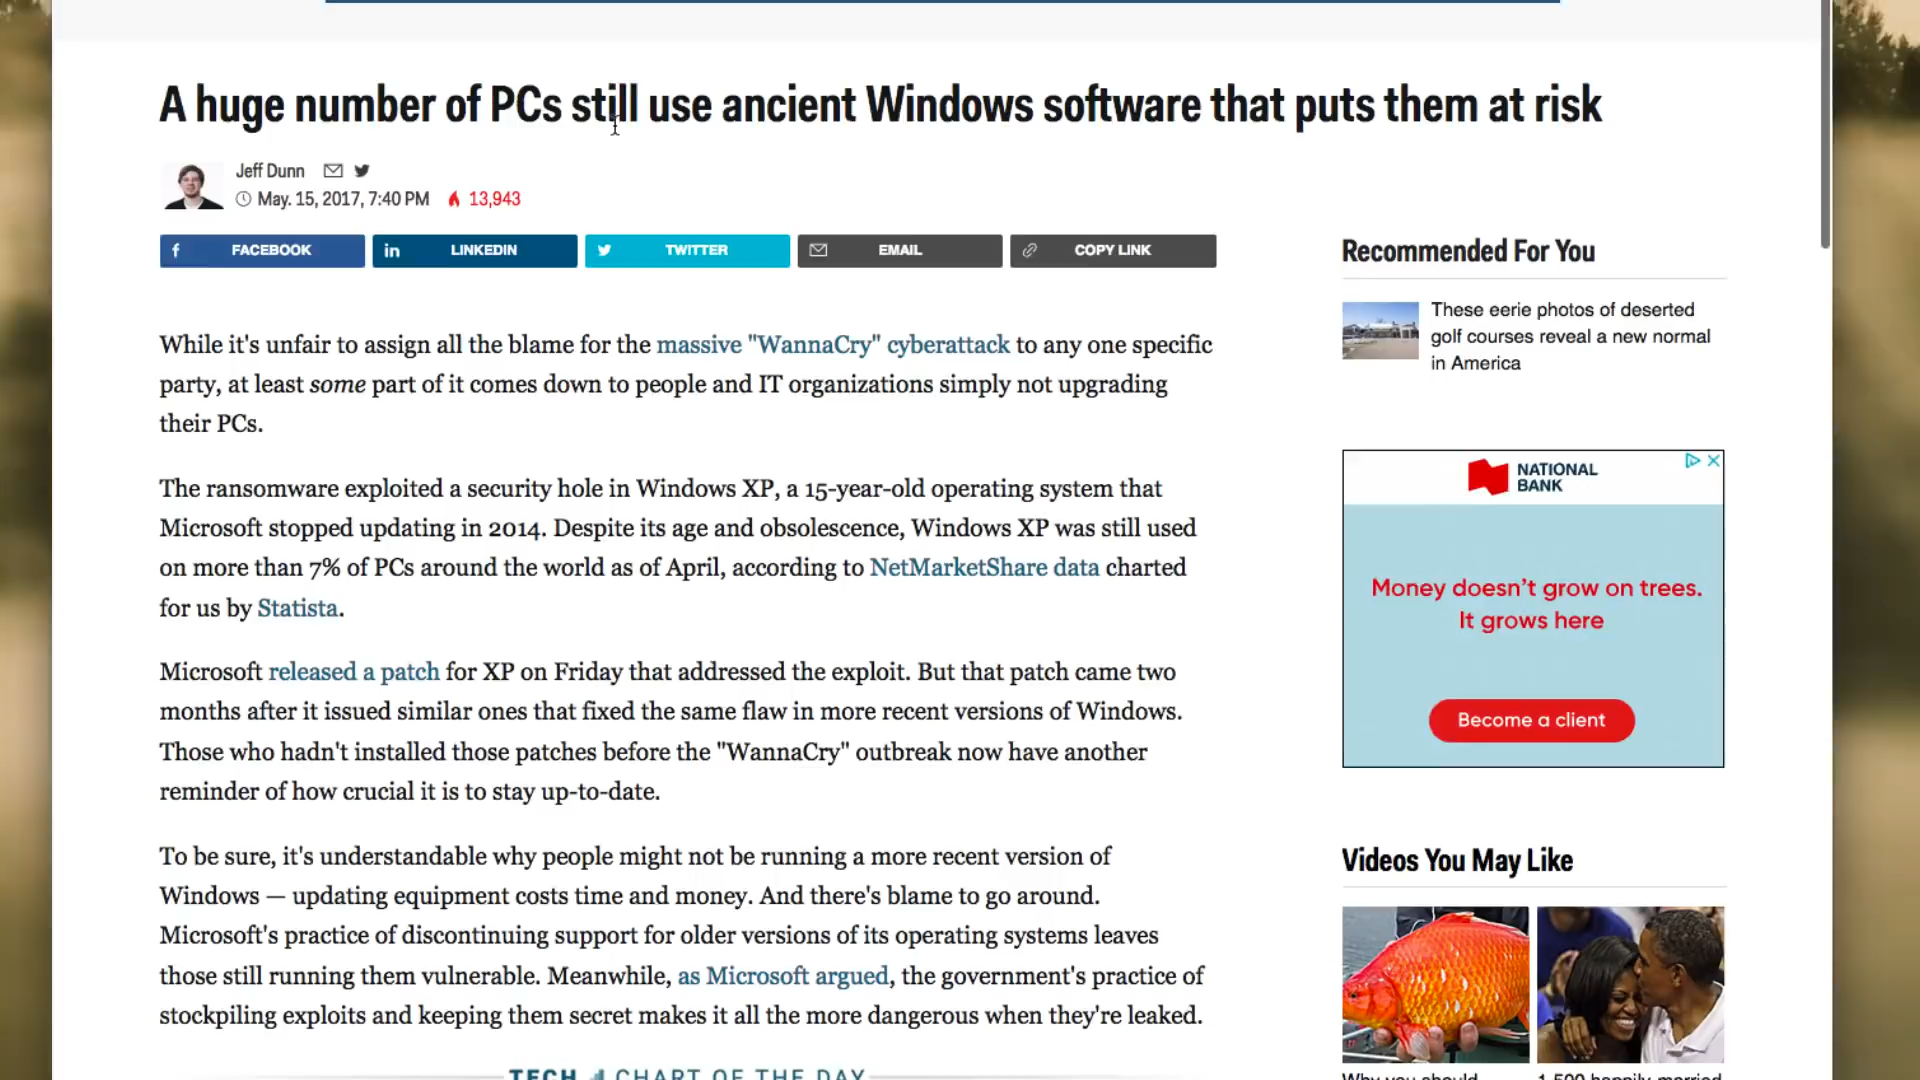 A huge number of PCs still use ancient Windows software that puts them at risk
Jeff Dunn
May. 15, 2017, 7:40 PM 13,943
FACEBOOK
LINKEDIN
TWITTER
EMAIL
COPY LINK
While it's unfair to assign all the blame for the massive "WannaCry" cyberattack to any one specific
party, at least some part of it comes down to people and IT organizations simply not upgrading
their PCs.
The ransomware exploited a security hole in Windows XP, a 15-year-old operating system that
Microsoft stopped updating in 2014. Despite its age and obsolescence, Windows XP was still used
on more than 7% of PCs around the world as of April, according to NetMarketShare data charted
for us by Statista.
Microsoft released a patch for XP on Friday that addressed the exploit. But that patch came two
months after it issued similar ones that fixed the same flaw in more recent versions of Windows.
Those who hadn't installed those patches before the "WannaCry" outbreak now have another
reminder of how crucial it is to stay up-to-date.
To be sure, it's understandable why people might not be running a more recent version of
Windows — updating equipment costs time and money. And there's blame to go around.
Microsoft's practice of discontinuing support for older versions of its operating systems leaves
those still running them vulnerable. Meanwhile, as Microsoft argued, the government's practice of
stockpiling exploits and keeping them secret makes it all the more dangerous when they're leaked.
TECH CHART OF THE DAY
Recommended For You
These eerie photos of deserted
golf courses reveal a new normal
in America
NATIONAL
BANK
Money doesn't grow on trees.
It grows here
Become a client
Videos You May Like
Why you should
1,500 happily married